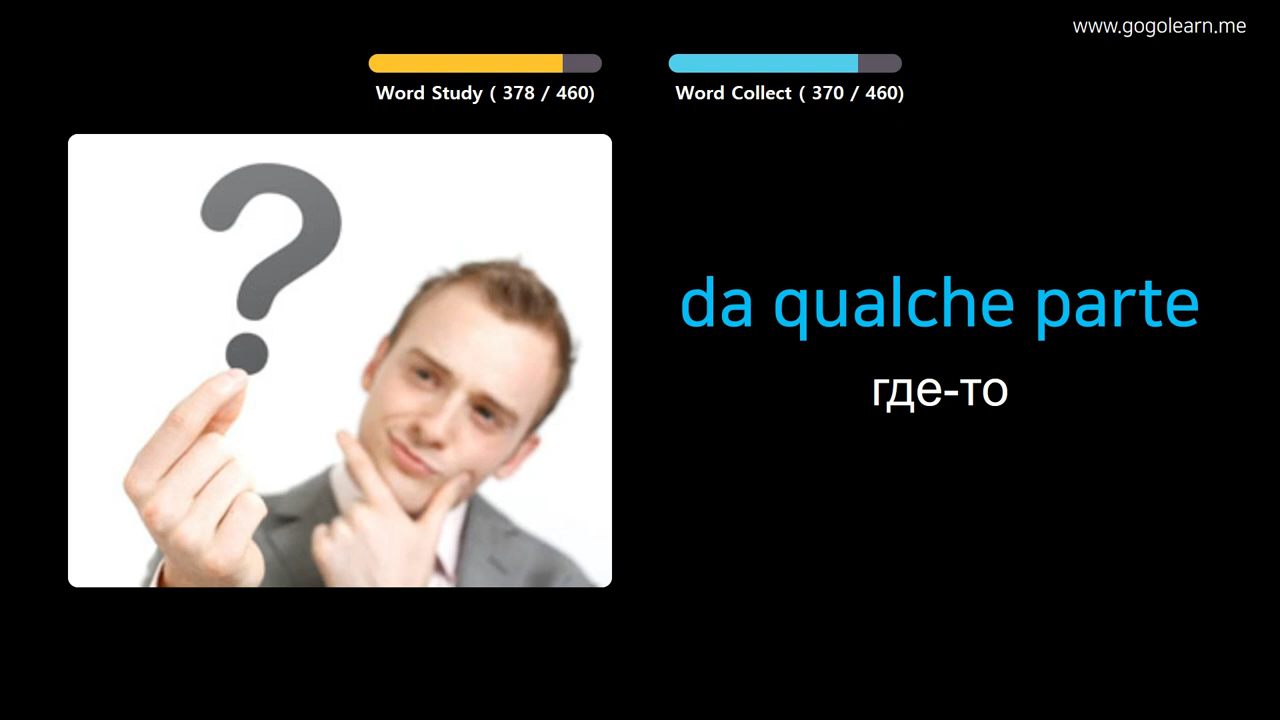 www.gogolearn.me
Word Study ( 378 / 460)
Word Collect ( 370 / 460)
?
da qualche parte
где-то